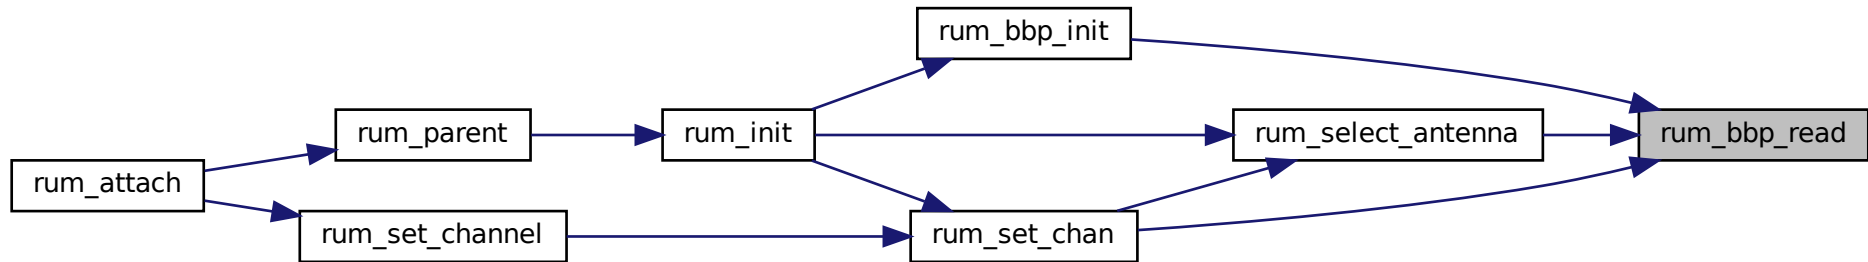 rum_bbp_init
rum_parent
rum_init
rum_select_antenna
rum_bbp_read
rum_attach
rum_set_channel
rum_set_chan